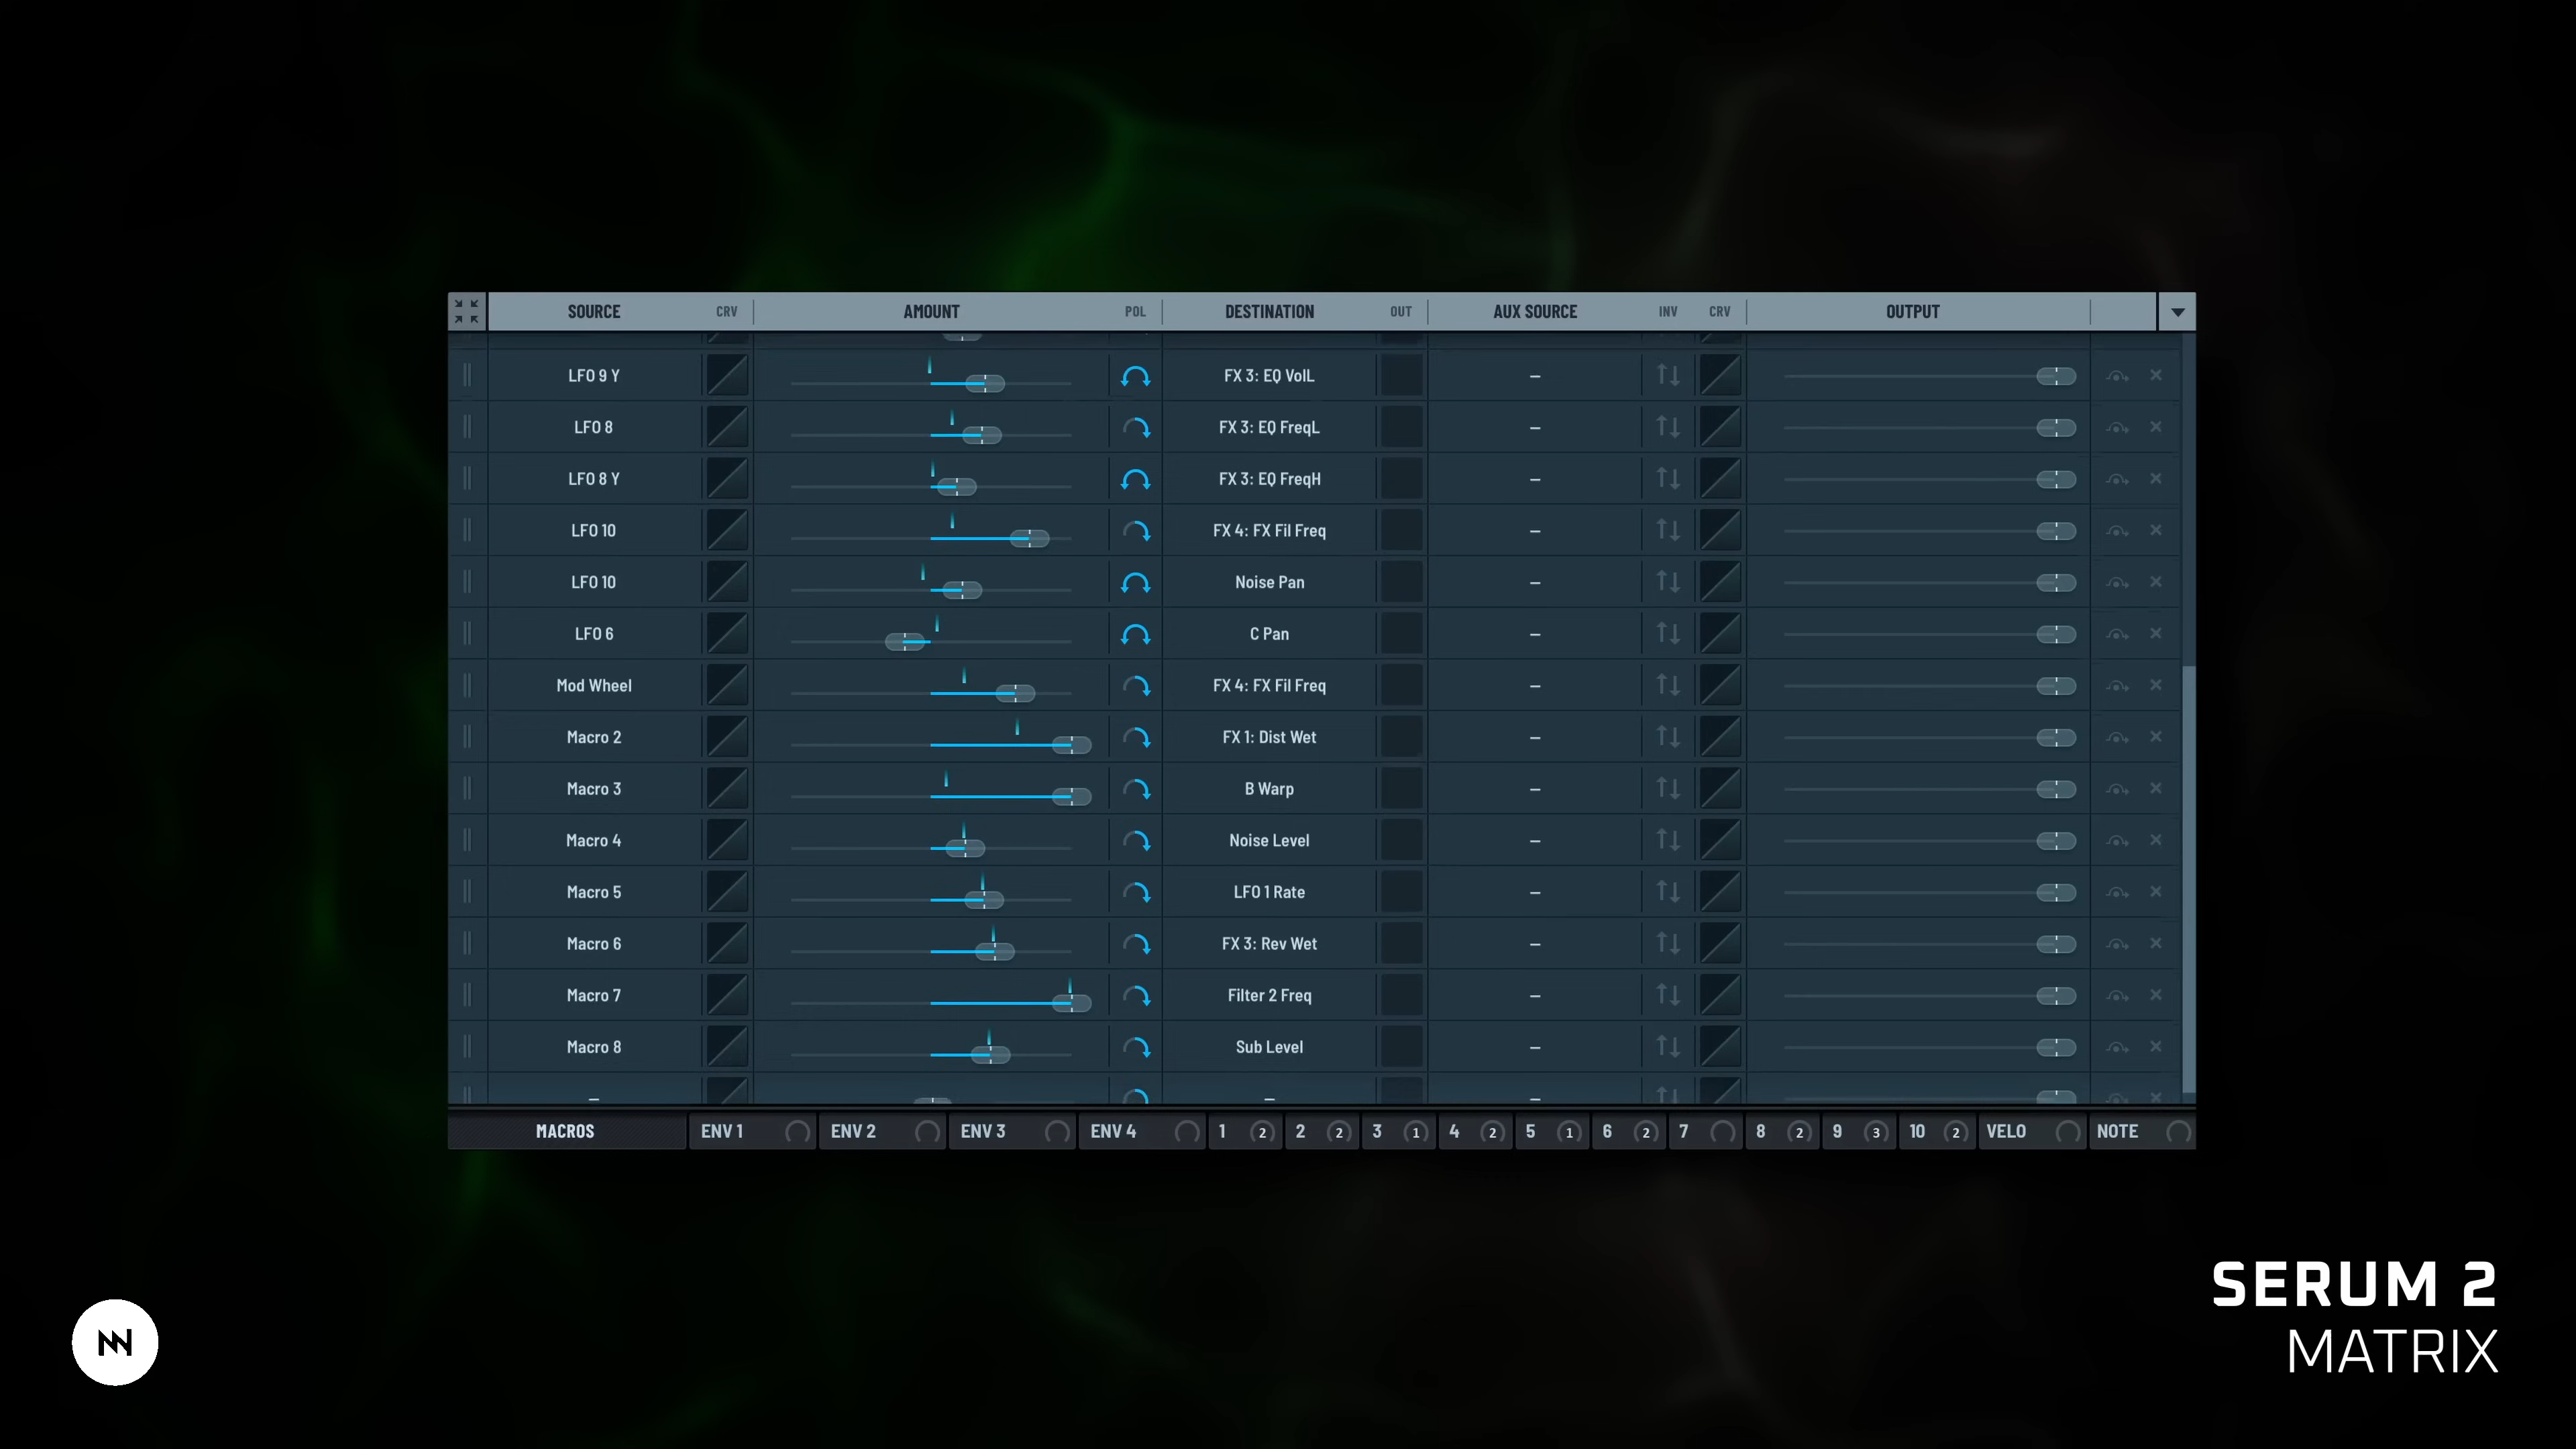 SOURCE CRV AMOUNT POL DESTINATION OUT AUX SOURCE INV CRV OUTPUT
LFO 9 Y FX 3: EQ VolL –
LFO 8 FX 3: EQ FreqL –
LFO 8 Y FX 3: EQ FreqH –
LFO 10 FX 4: FX Fil Freq –
LFO 10 Noise Pan –
LFO 6 C Pan –
Mod Wheel FX 4: FX Fil Freq –
Macro 2 FX 1: Dist Wet –
Macro 3 B Warp –
Macro 4 Noise Level –
Macro 5 LFO 1 Rate –
Macro 6 FX 3: Rev Wet –
Macro 7 Filter 2 Freq –
Macro 8 Sub Level –
– –
MACROS ENV 1 ENV 2 ENV 3 ENV 4 1 2 2 2 3 1 4 2 5 1 6 2 7 8 2 9 3 10 2 VELO NOTE
SERUM 2
MATRIX